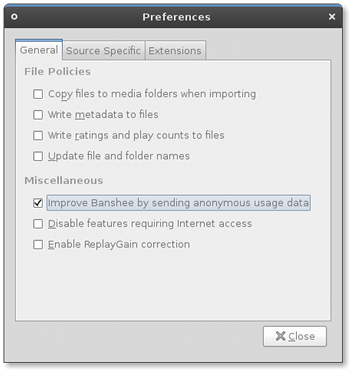 Preferences
General
Source Specific
Extensions
File Policies
Copy files to media folders when importing
Write metadata to files
Write ratings and play counts to files
Update file and folder names
Miscellaneous
Improve Banshee by sending anonymous usage data
Disable features requiring Internet access
Enable ReplayGain correction
Close